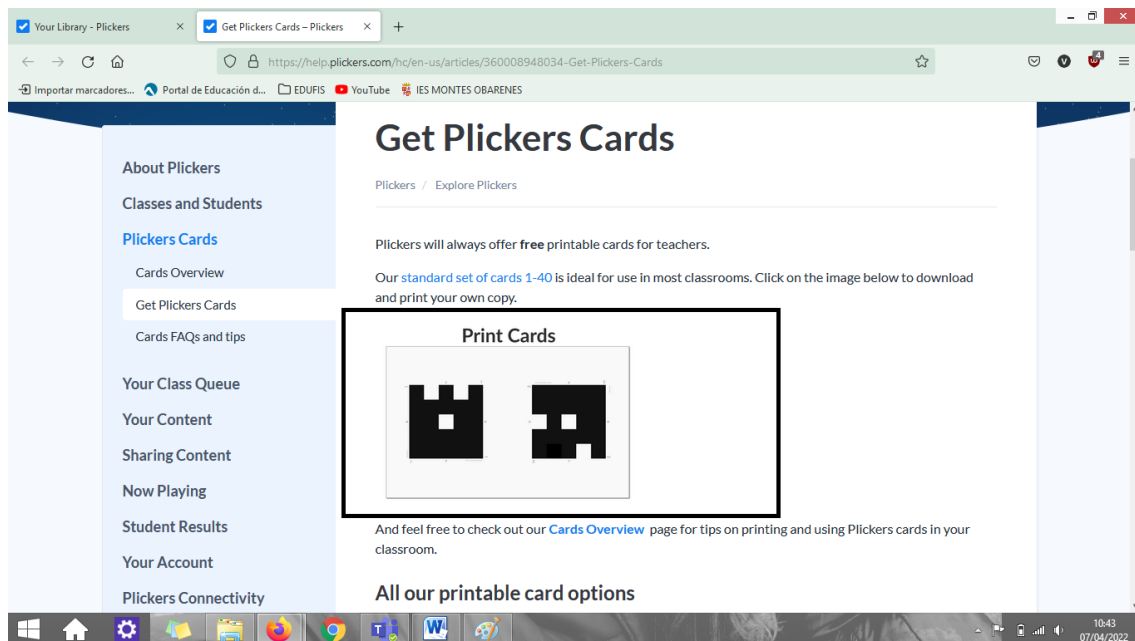 Your Library - Plickers
Get Plickers Cards – Plickers
https://help.plickers.com/hc/en-us/articles/360008948034-Get-Plickers-Cards
4
Importar marcadores...
Portal de Educación d...
EDUFIS
YouTube
IES MONTES OBARENES
About Plickers
Classes and Students
Plickers Cards
Cards Overview
Get Plickers Cards
Cards FAQs and tips
Your Class Queue
Your Content
Sharing Content
Now Playing
Student Results
Your Account
Plickers Connectivity
Get Plickers Cards
Plickers / Explore Plickers
Plickers will always offer free printable cards for teachers.
Our standard set of cards 1-40 is ideal for use in most classrooms. Click on the image below to download
and print your own copy.
Print Cards
And feel free to check out our Cards Overview page for tips on printing and using Plickers cards in your
classroom.
All our printable card options
10:43
07/04/2022